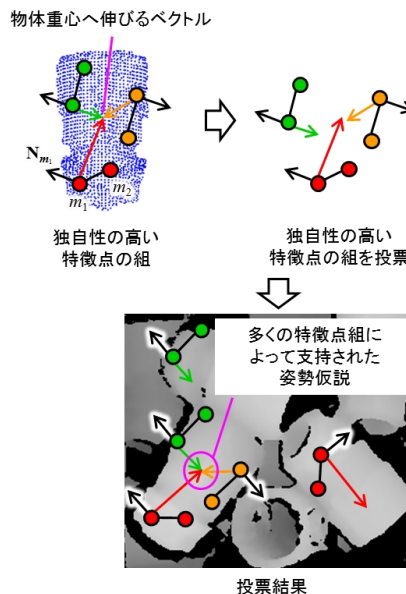 物体重心へ伸びるベクトル
N_{m_1}
m_1
m_2
独自性の高い
特徴点の組
独自性の高い
特徴点の組を投票
多くの特徴点組に
よって支持された
姿勢仮説
投票結果